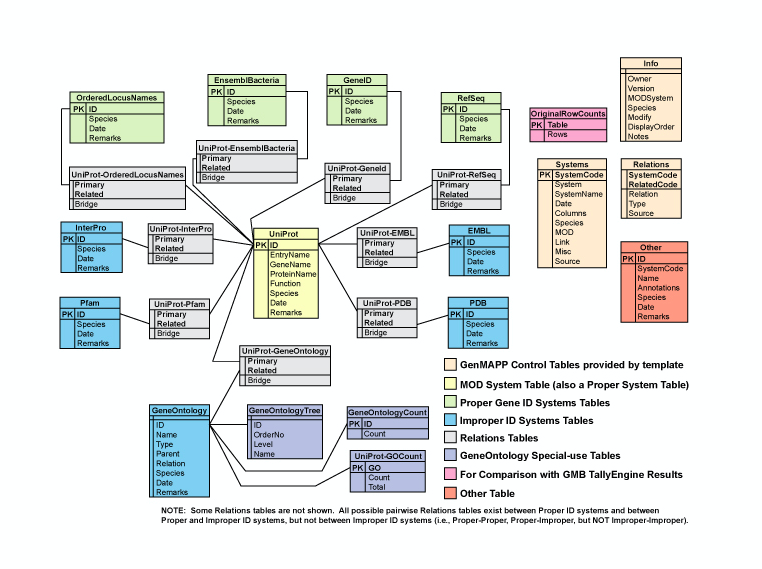 Info
Owner
Version
MODSystem
Species
Modify
DisplayOrder
Notes
EnsemblBacteria
PK ID
Species
Date
Remarks
GeneID
PK ID
Species
Date
Remarks
OrderedLocusNames
PK ID
Species
Date
Remarks
RefSeq
PK ID
Species
Date
Remarks
OriginalRowCounts
PK Table
Rows
UniProt-EnsemblBacteria
Primary
Related
Bridge
UniProt-OrderedLocusNames
Primary
Related
Bridge
UniProt-GeneId
Primary
Related
Bridge
UniProt-RefSeq
Primary
Related
Bridge
Systems
PK SystemCode
System
SystemName
Date
Columns
Species
MOD
Link
Misc
Source
Relations
SystemCode
RelatedCode
Relation
Type
Source
InterPro
PK ID
Species
Date
Remarks
UniProt-InterPro
Primary
Related
Bridge
UniProt
PK ID
EntryName
GeneName
ProteinName
Function
Species
Date
Remarks
UniProt-EMBL
Primary
Related
Bridge
EMBL
PK ID
Species
Date
Remarks
Other
PK ID
SystemCode
Name
Annotations
Species
Date
Remarks
Pfam
PK ID
Species
Date
Remarks
UniProt-Pfam
Primary
Related
Bridge
UniProt-PDB
Primary
Related
Bridge
PDB
PK ID
Species
Date
Remarks
UniProt-GeneOntology
Primary
Related
Bridge
GeneOntology
ID
Name
Type
Parent
Relation
Species
Date
Remarks
GeneOntologyTree
ID
OrderNo
Level
Name
GeneOntologyCount
PK ID
Count
UniProt-GOCount
PK GO
Count
Total
GenMAPP Control Tables provided by template
MOD System Table (also a Proper System Table)
Proper Gene ID Systems Tables
Improper ID Systems Tables
Relations Tables
GeneOntology Special-use Tables
For Comparison with GMB TallyEngine Results
Other Table
NOTE: Some Relations tables are not shown. All possible pairwise Relations tables exist between Proper ID systems and between
Proper and Improper ID systems, but not between Improper ID systems (i.e., Proper-Proper, Proper-Improper, but NOT Improper-Improper).